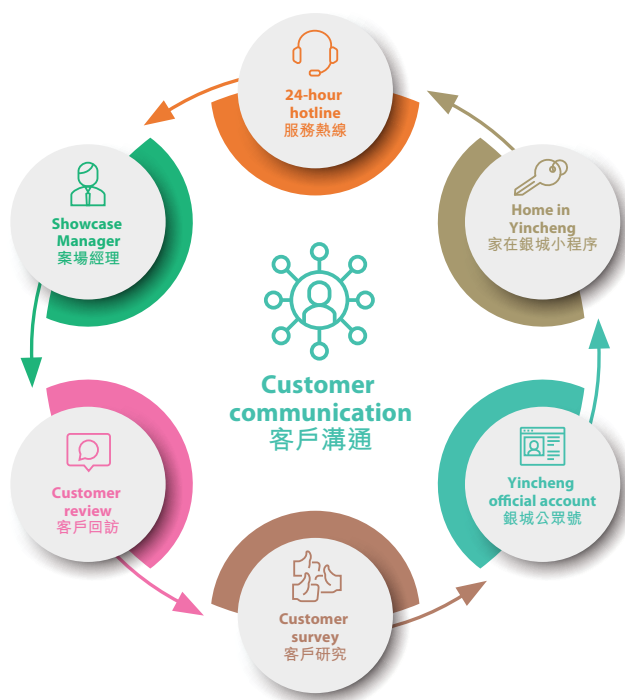 24-hour
hotline
服務熱線
Showcase
Manager
案場經理
Home in
Yincheng
家在銀城小程序
Customer
communication
客戶溝通
Customer
review
客戶回訪
Yincheng
official account
銀城公眾號
Customer
survey
客戶研究